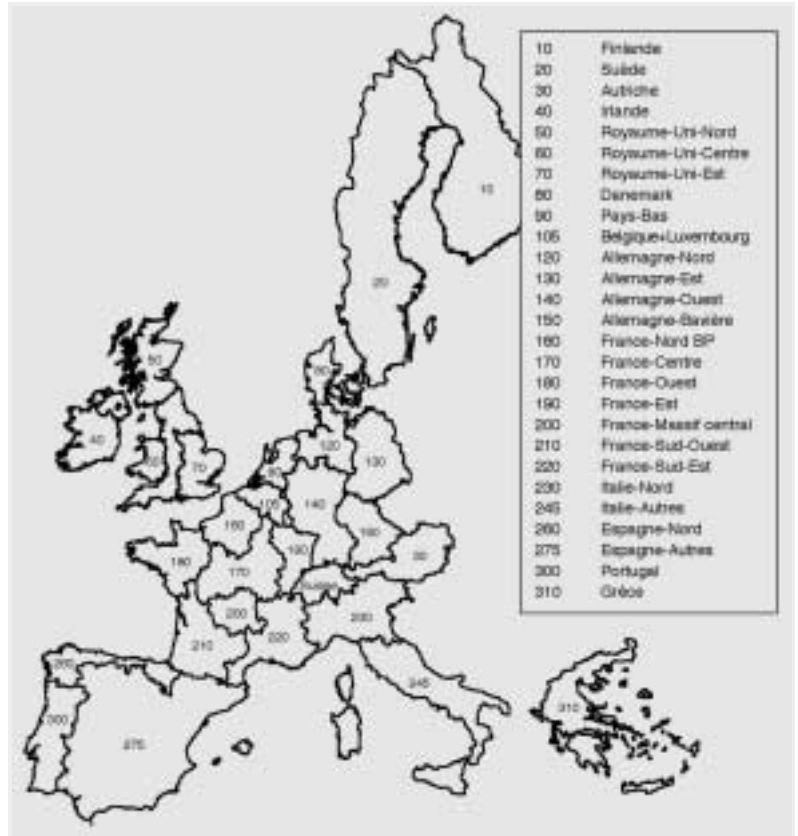 10 Finlande
20 Suède
30 Autriche
40 Irlande
50 Royaume-Uni-Nord
60 Royaume-Uni-Centre
70 Royaume-Uni-Est
80 Danemark
90 Pays-Bas
105 Belgique+Luxembourg
120 Allemagne-Nord
130 Allemagne-Est
140 Allemagne-Ouest
150 Allemagne-Bavière
160 France-Nord BP
170 France-Centre
180 France-Ouest
190 France-Est
200 France-Massif central
210 France-Sud-Ouest
220 France-Sud-Est
230 Italie-Nord
245 Italie-Autres
260 Espagne-Nord
275 Espagne-Autres
300 Portugal
310 Grèce
10
20
50
80
40
70
120
130
90
105
140
160
190
180
170
30
200
230
210
220
260
245
300
310
275